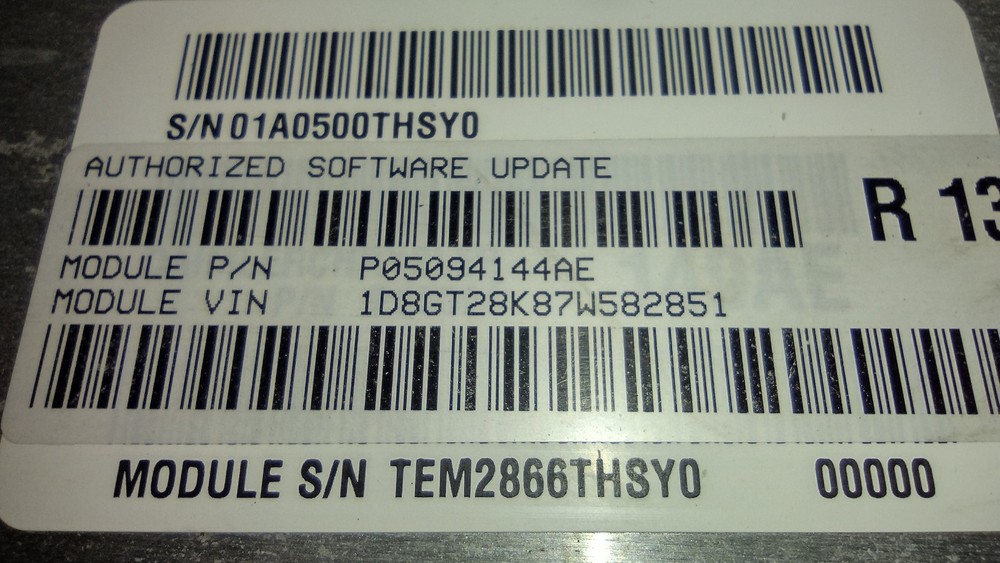 S/N 01A0500THSY0
AUTHORIZED SOFTWARE UPDATE
R 13
MODULE P/N P05094144AE
MODULE VIN 1D8GT28K87W582851
MODULE S/N TEM2866THSY0 00000